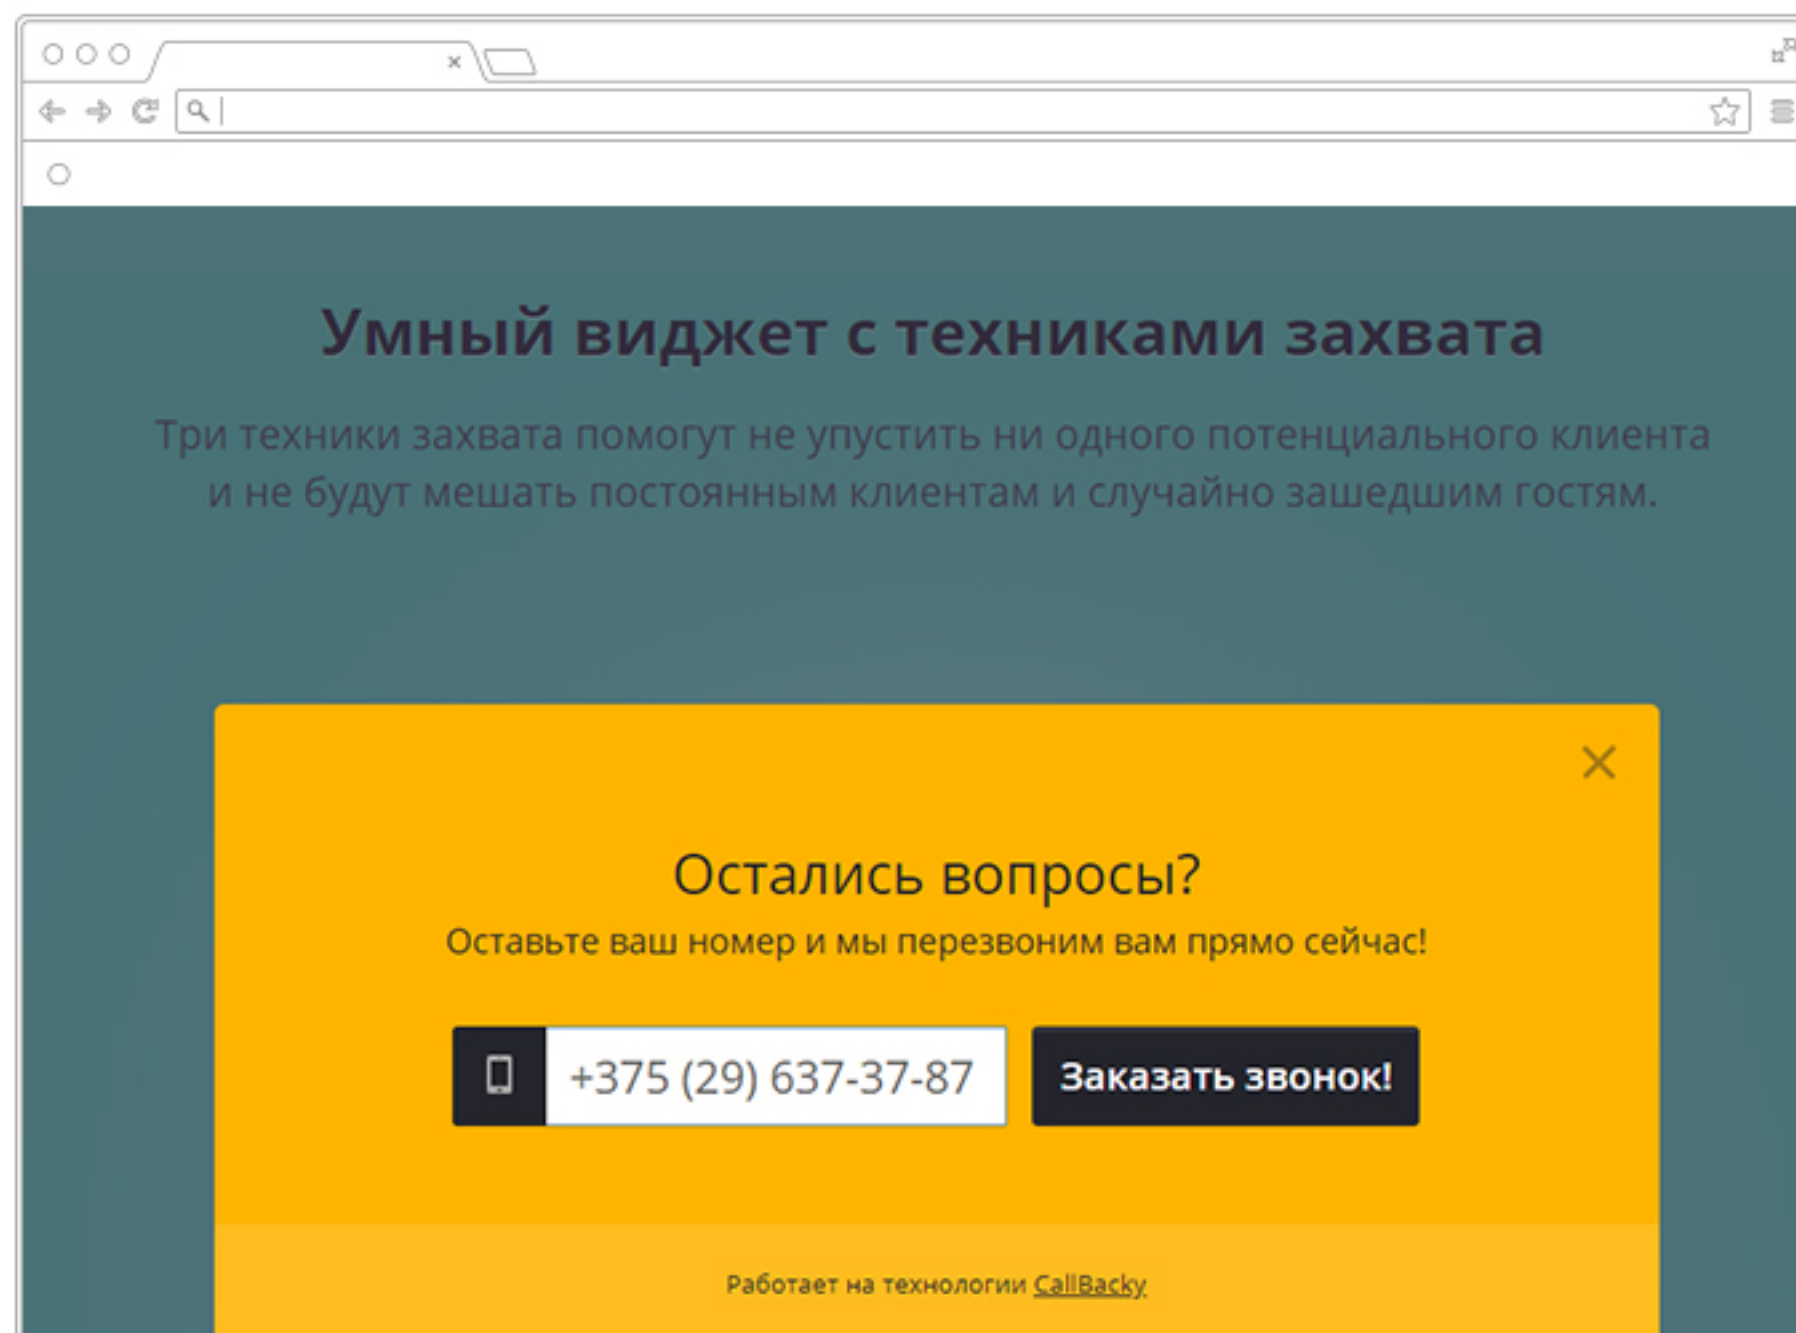 Умный виджет с техниками захвата
Три техники захвата помогут не упустить ни одного потенциального клиента
и не будут мешать постоянным клиентам и случайно зашедшим гостям.
Остались вопросы?
Оставьте ваш номер и мы перезвоним вам прямо сейчас!
+375 (29) 637-37-87
Заказать звонок!
Работает на технологии CallBacky